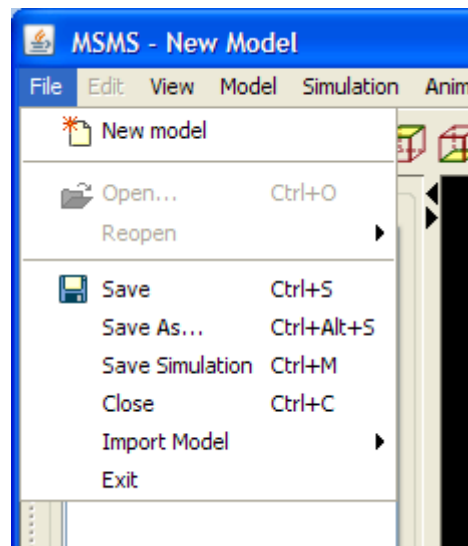 MSMS - New Model
File Edit View Model Simulation
New model
Open... Ctrl+O
Reopen
Save Ctrl+S
Save As... Ctrl+Alt+S
Save Simulation Ctrl+M
Close Ctrl+C
Import Model
Exit